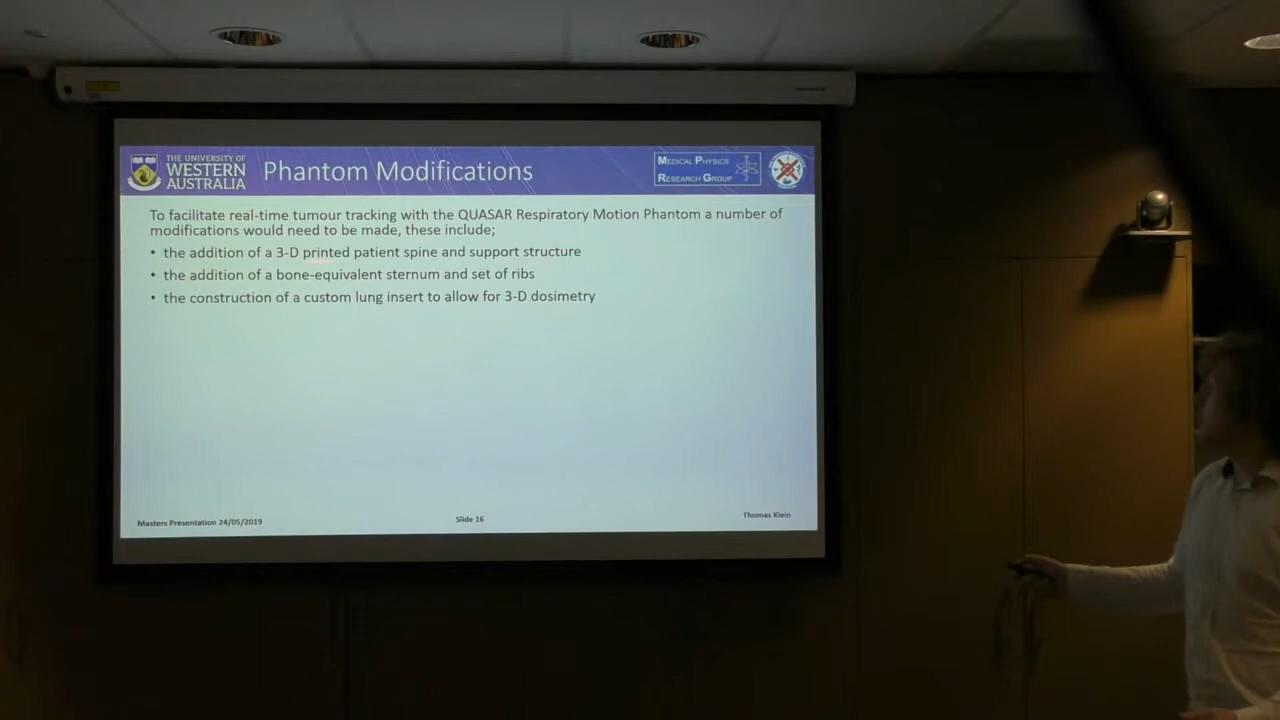 THE UNIVERSITY OF
WESTERN
AUSTRALIA
Phantom Modifications
MEDICAL PHYSICS
RESEARCH GROUP
To facilitate real-time tumour tracking with the QUASAR Respiratory Motion Phantom a number of
modifications would need to be made, these include;
• the addition of a 3-D printed patient spine and support structure
• the addition of a bone-equivalent sternum and set of ribs
• the construction of a custom lung insert to allow for 3-D dosimetry
Masters Presentation 24/05/2019
Slide 16
Thomas Klein